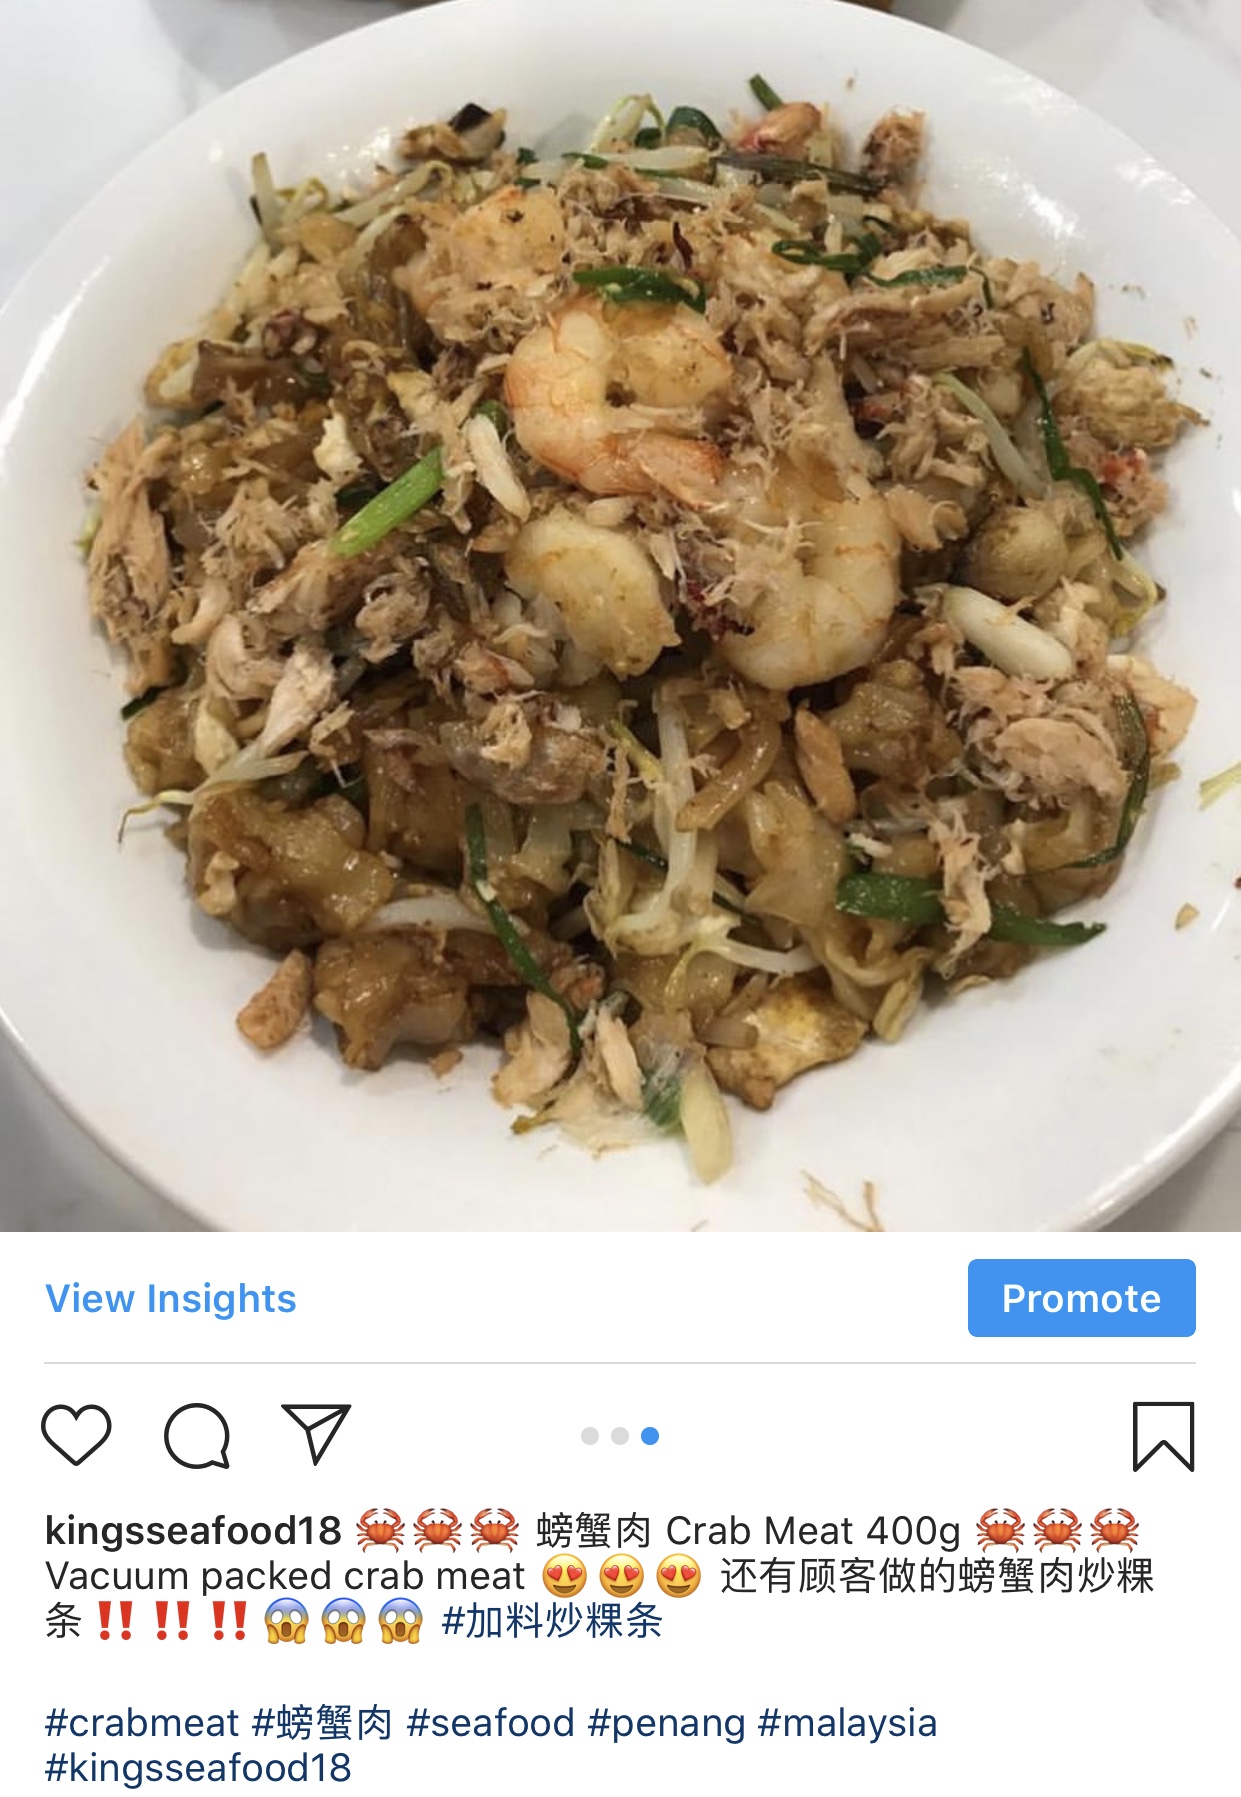 View Insights
Promote
kingsseafood18 🦀🦀🦀 螃蟹肉 Crab Meat 400g 🦀🦀🦀
Vacuum packed crab meat 😍😍😍 还有顾客做的螃蟹肉炒粿
条‼️‼️‼️😱😱😱 #加料炒粿条
#crabmeat #螃蟹肉 #seafood #penang #malaysia
#kingsseafood18